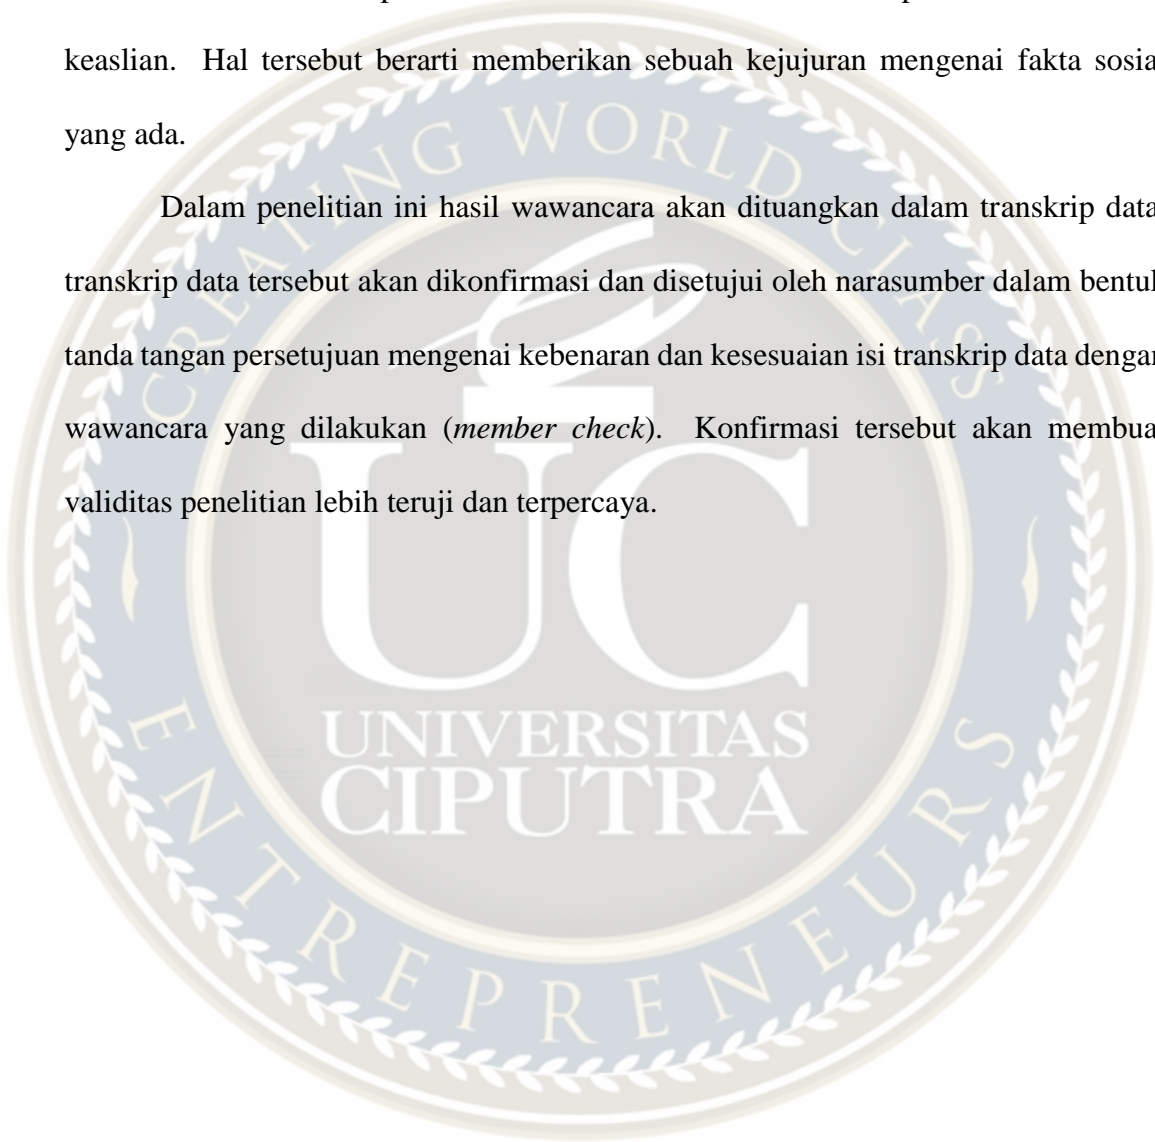 keaslian. Hal tersebut berarti memberikan sebuah kejujuran mengenai fakta sosia
yang ada.
Dalam penelitian ini hasil wawancara akan dituangkan dalam transkrip data
transkrip data tersebut akan dikonfirmasi dan disetujui oleh narasumber dalam bentuk
tanda tangan persetujuan mengenai kebenaran dan kesesuaian isi transkrip data dengan
wawancara yang dilakukan (member check). Konfirmasi tersebut akan membua
validitas penelitian lebih teruji dan terpercaya.
CREATING WORLD CLASS
UC
UNIVERSITAS
CIPUTRA
ENTREPRENEURS